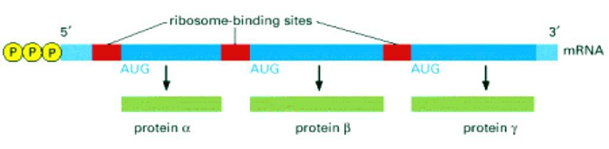 ribosome-binding sites
5′ 3′
P P P mRNA
AUG AUG AUG
protein α protein β protein γ